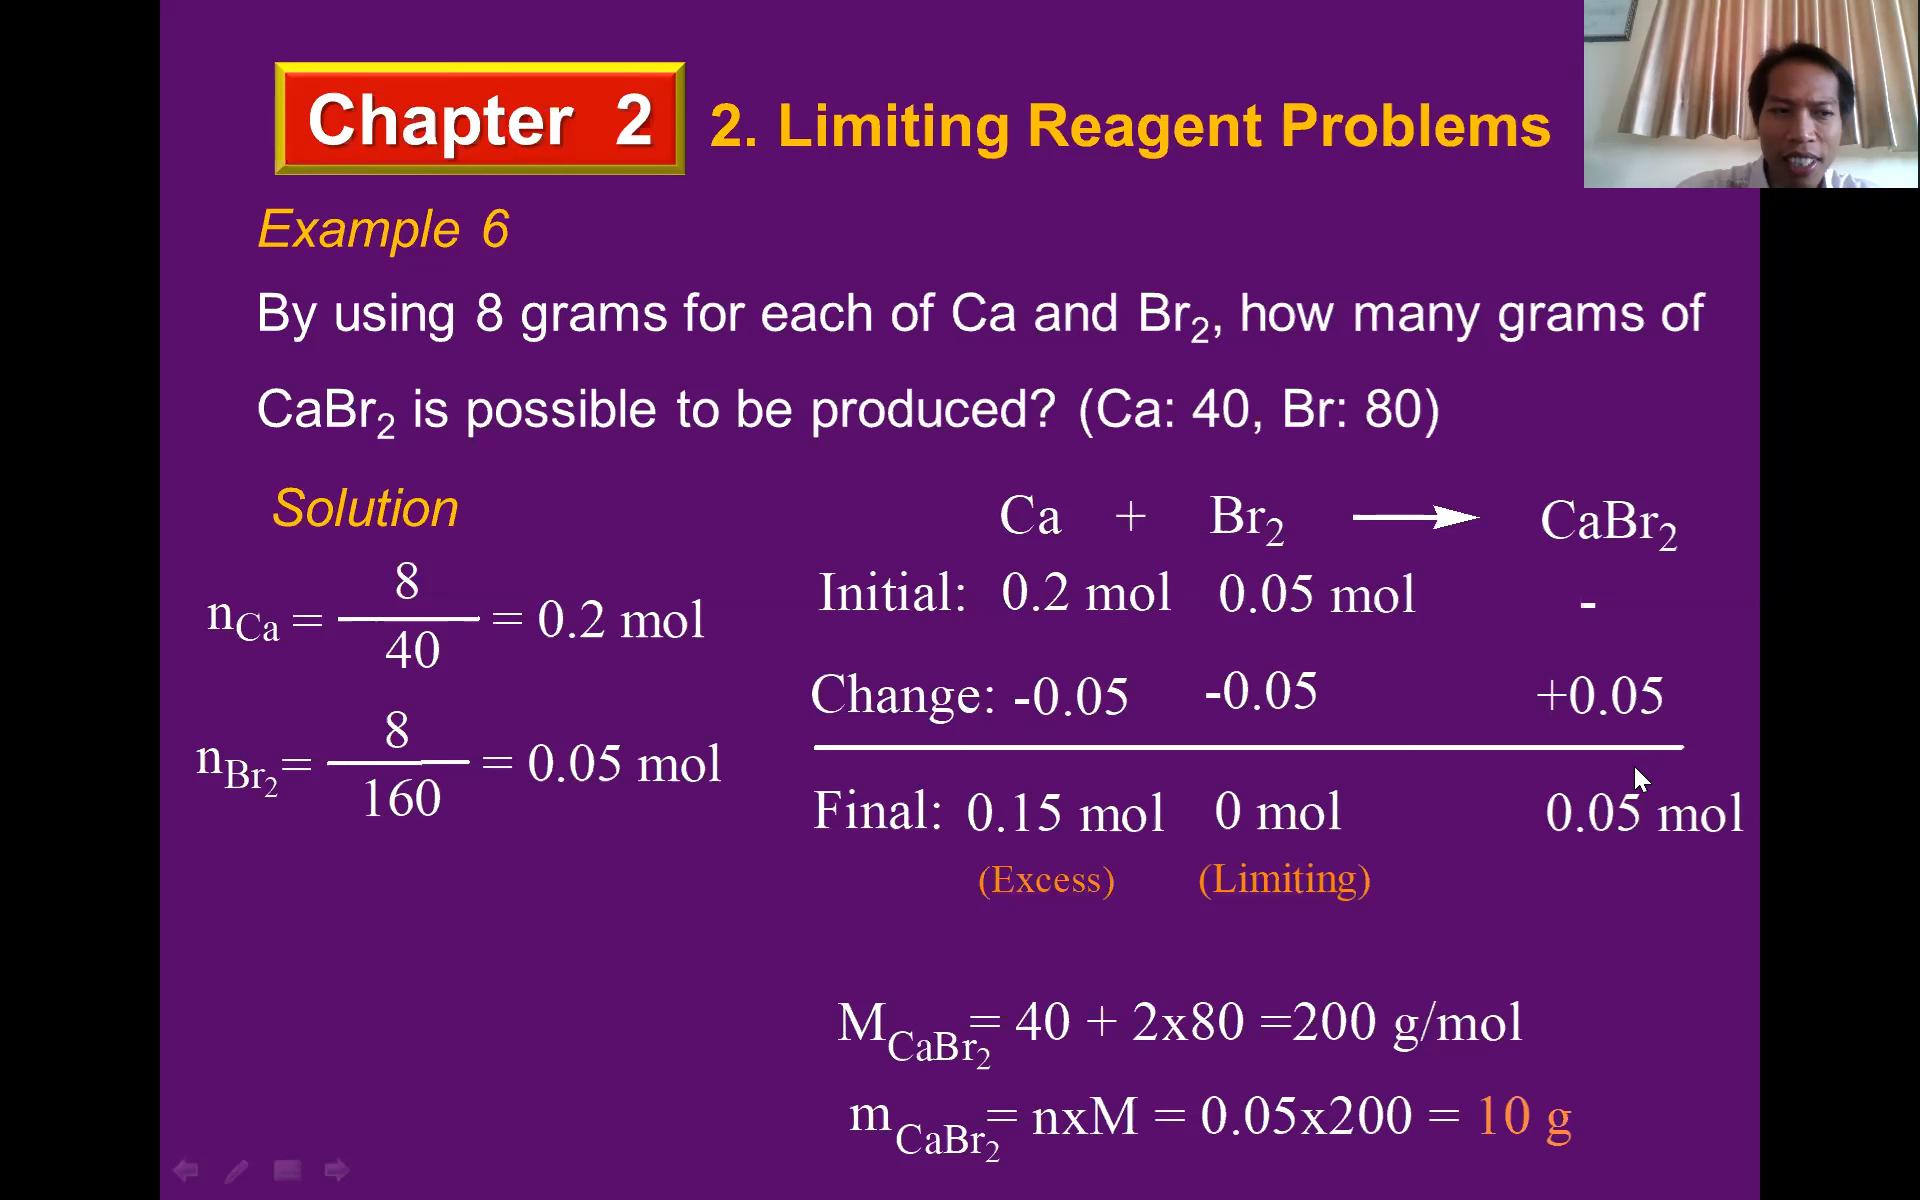 Chapter 2
2. Limiting Reagent Problems
Example 6
By using 8 grams for each of Ca and Br₂, how many grams of
CaBr₂ is possible to be produced? (Ca: 40, Br: 80)
Solution
n_Ca = 8/40 = 0.2 mol
n_Br₂ = 8/160 = 0.05 mol
Ca + Br₂ ⟶ CaBr₂
Initial: 0.2 mol 0.05 mol -
Change: -0.05 -0.05 +0.05
Final: 0.15 mol 0 mol 0.05 mol
(Excess) (Limiting)
M_CaBr₂ = 40 + 2x80 =200 g/mol
m_CaBr₂ = nxM = 0.05x200 = 10 g